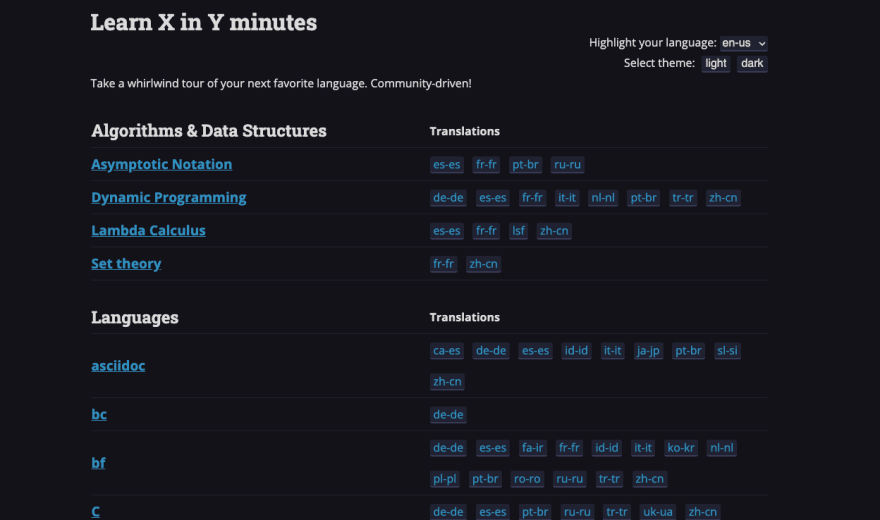 Learn X in Y minutes
Highlight your language: en-us
Select theme: light dark
Take a whirlwind tour of your next favorite language. Community-driven!
Algorithms & Data Structures Translations
Asymptotic Notation es-es fr-fr pt-br ru-ru
Dynamic Programming de-de es-es fr-fr it-it nl-nl pt-br tr-tr zh-cn
Lambda Calculus es-es fr-fr lsf zh-cn
Set theory fr-fr zh-cn
Languages Translations
asciidoc ca-es de-de es-es id-id it-it ja-jp pt-br sl-si
zh-cn
bc de-de
bf de-de es-es fa-ir fr-fr id-id it-it ko-kr nl-nl
pl-pl pt-br ro-ro ru-ru tr-tr zh-cn
C de-de es-es pt-br ru-ru tr-tr uk-ua zh-cn